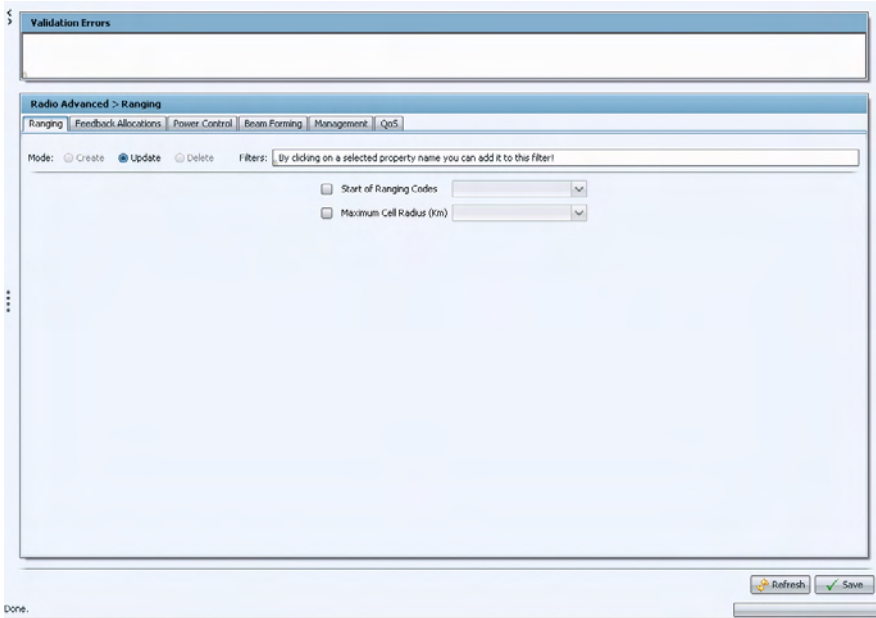 Validation Errors
Radio Advanced > Ranging
Ranging Feedback Allocations Power Control Beam Forming Management QoS
Mode: Create Update Delete Filters: By clicking on a selected property name you can add it to this filter!
Start of Ranging Codes
Maximum Cell Radius (Km)
Refresh Save
Done.